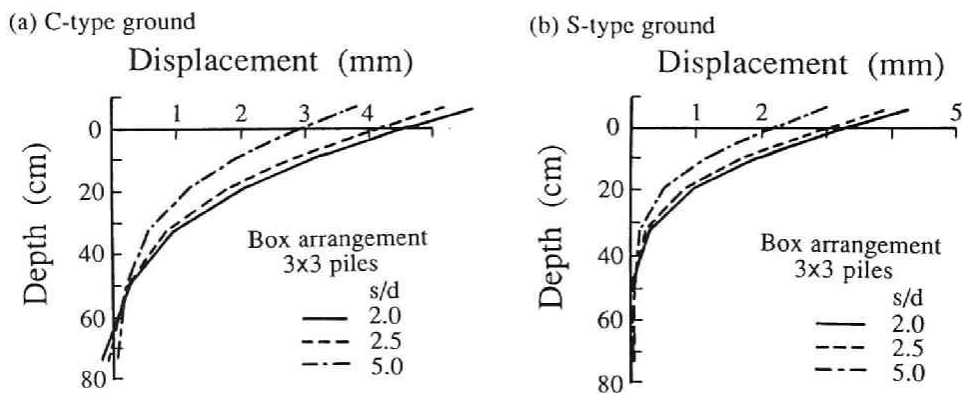 (a) C-type ground
Displacement (mm)
1 2 3 4
0
20
40
60
80
Depth (cm)
Box arrangement
3x3 piles
s/d
2.0
2.5
5.0
(b) S-type ground
Displacement (mm)
1 2 5
0
20
40
60
80
Depth (cm)
Box arrangement
3x3 piles
s/d
2.0
2.5
5.0